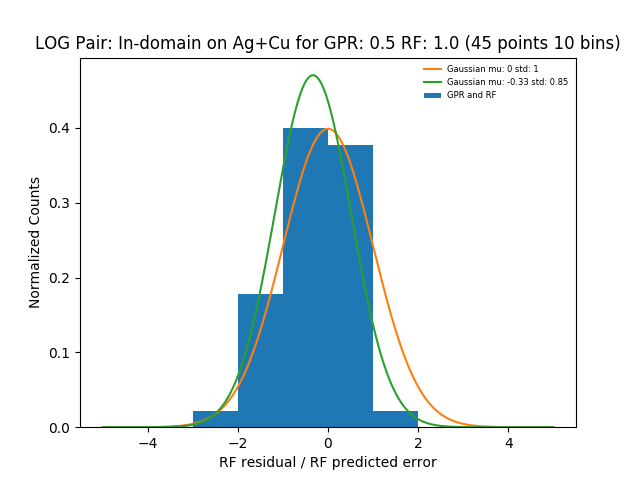 LOG Pair: In-domain on Ag+Cu for GPR: 0.5 RF: 1.0 (45 points 10 bins)
Gaussian mu: 0 std: 1
Gaussian mu: -0.33 std: 0.85
GPR and RF
Normalized Counts
0.4
0.3
0.2
0.1
0.0
−4 −2 0 2 4
RF residual / RF predicted error